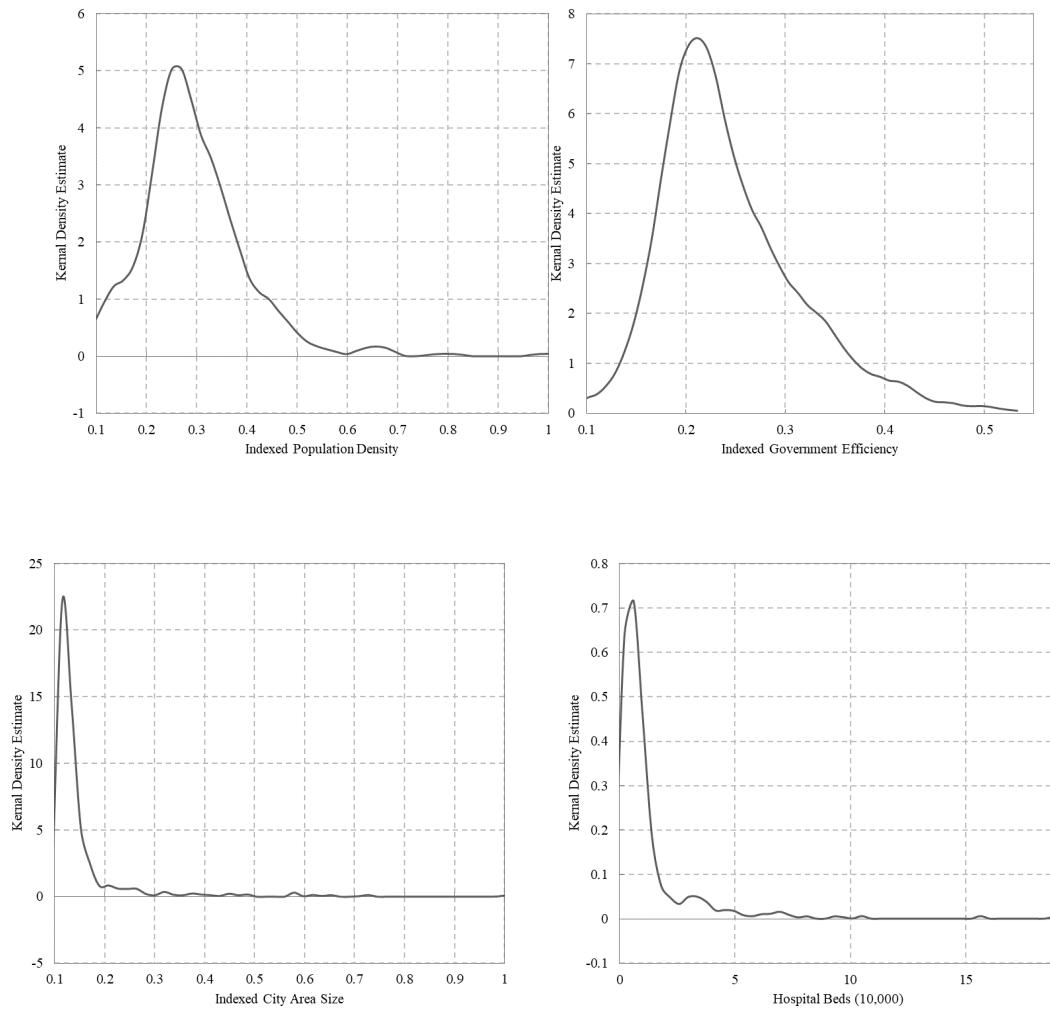 6
5
4
3
2
1
0
-1
Kernal Density Estimate
0.1 0.2 0.3 0.4 0.5 0.6 0.7 0.8 0.9 1
Indexed Population Density
8
7
6
5
4
3
2
1
0
Kernal Density Estimate
0.1 0.2 0.3 0.4 0.5
Indexed Government Efficiency
25
20
15
10
5
0
-5
Kernal Density Estimate
0.1 0.2 0.3 0.4 0.5 0.6 0.7 0.8 0.9 1
Indexed City Area Size
0.8
0.7
0.6
0.5
0.4
0.3
0.2
0.1
0
-0.1
Kernal Density Estimate
0 5 10 15
Hospital Beds (10,000)